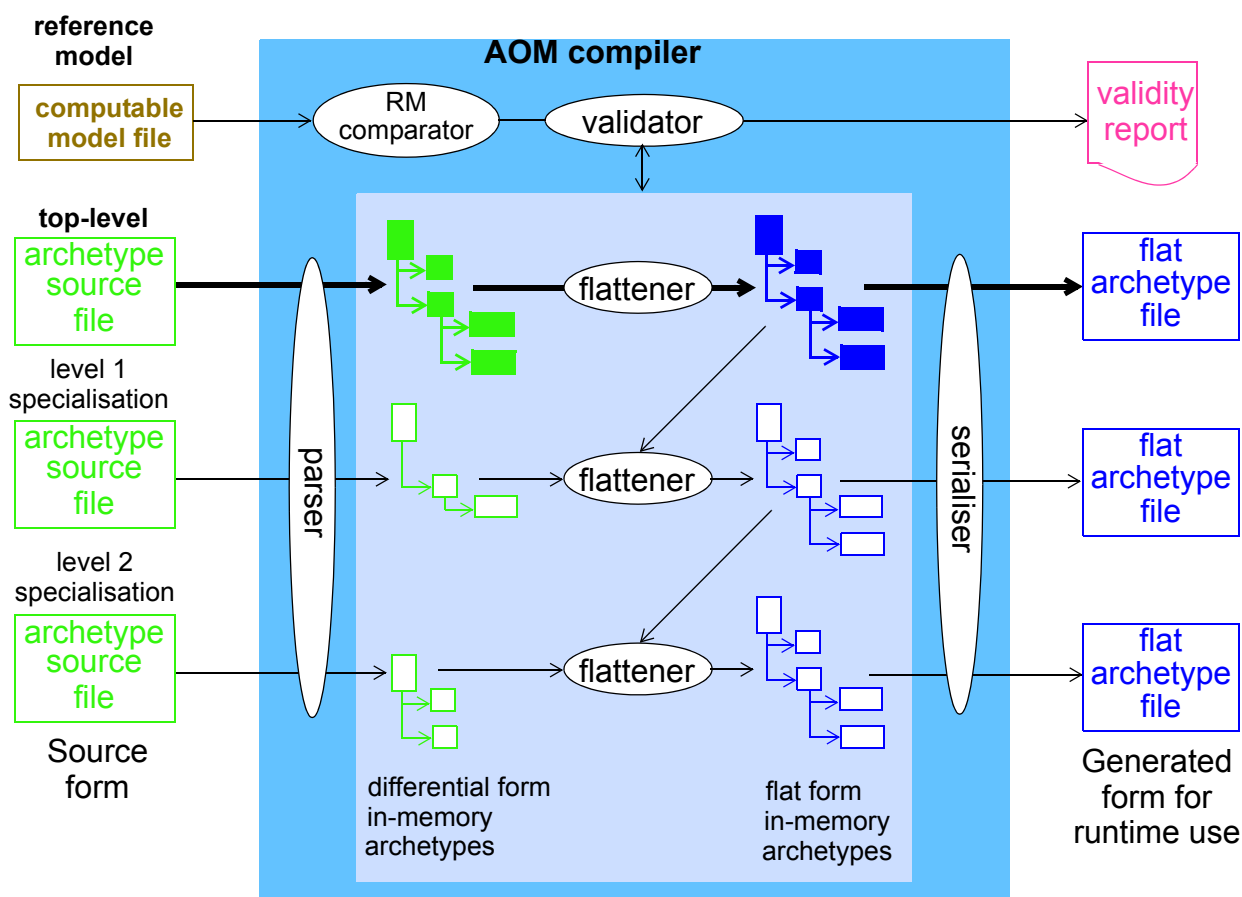 reference
model
AOM compiler
computable
model file
RM
comparator
validator
validity
report
top-level
archetype
source
file
flattener
flat
archetype
file
level 1
specialisation
archetype
source
file
parser
flattener
serialiser
flat
archetype
file
level 2
specialisation
archetype
source
file
flattener
flat
archetype
file
Source
form
differential form
in-memory
archetypes
flat form
in-memory
archetypes
Generated
form for
runtime use